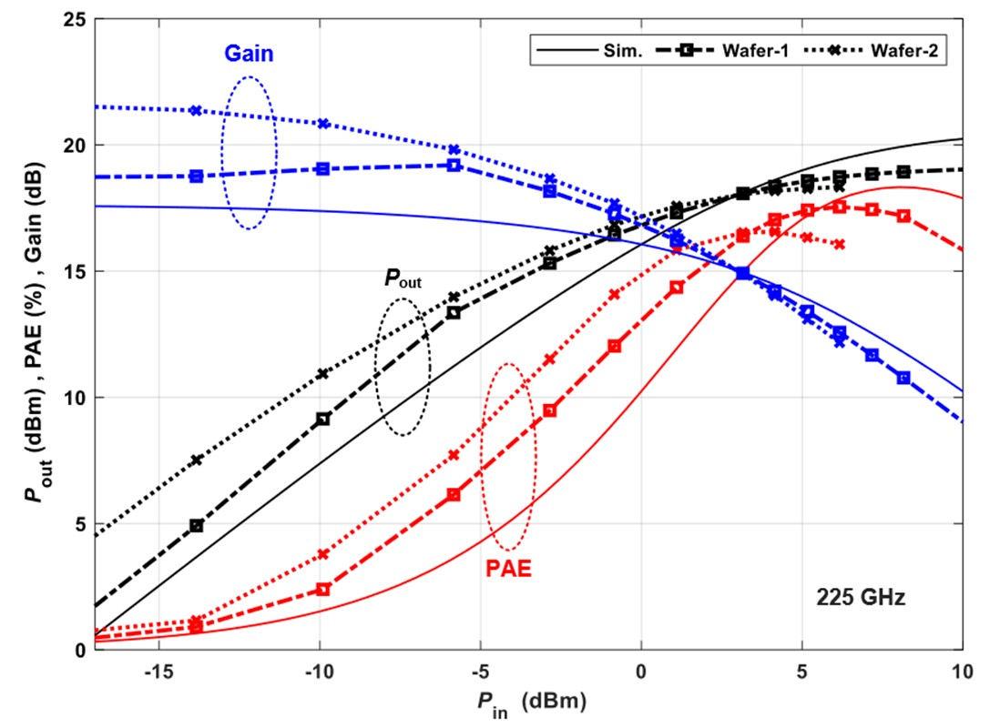 25
20
15
10
5
0
-15
-10
-5
0
5
10
Pout (dBm) , PAE (%) , Gain (dB)
Pin (dBm)
Sim.
Wafer-1
Wafer-2
Gain
Pout
PAE
225 GHz